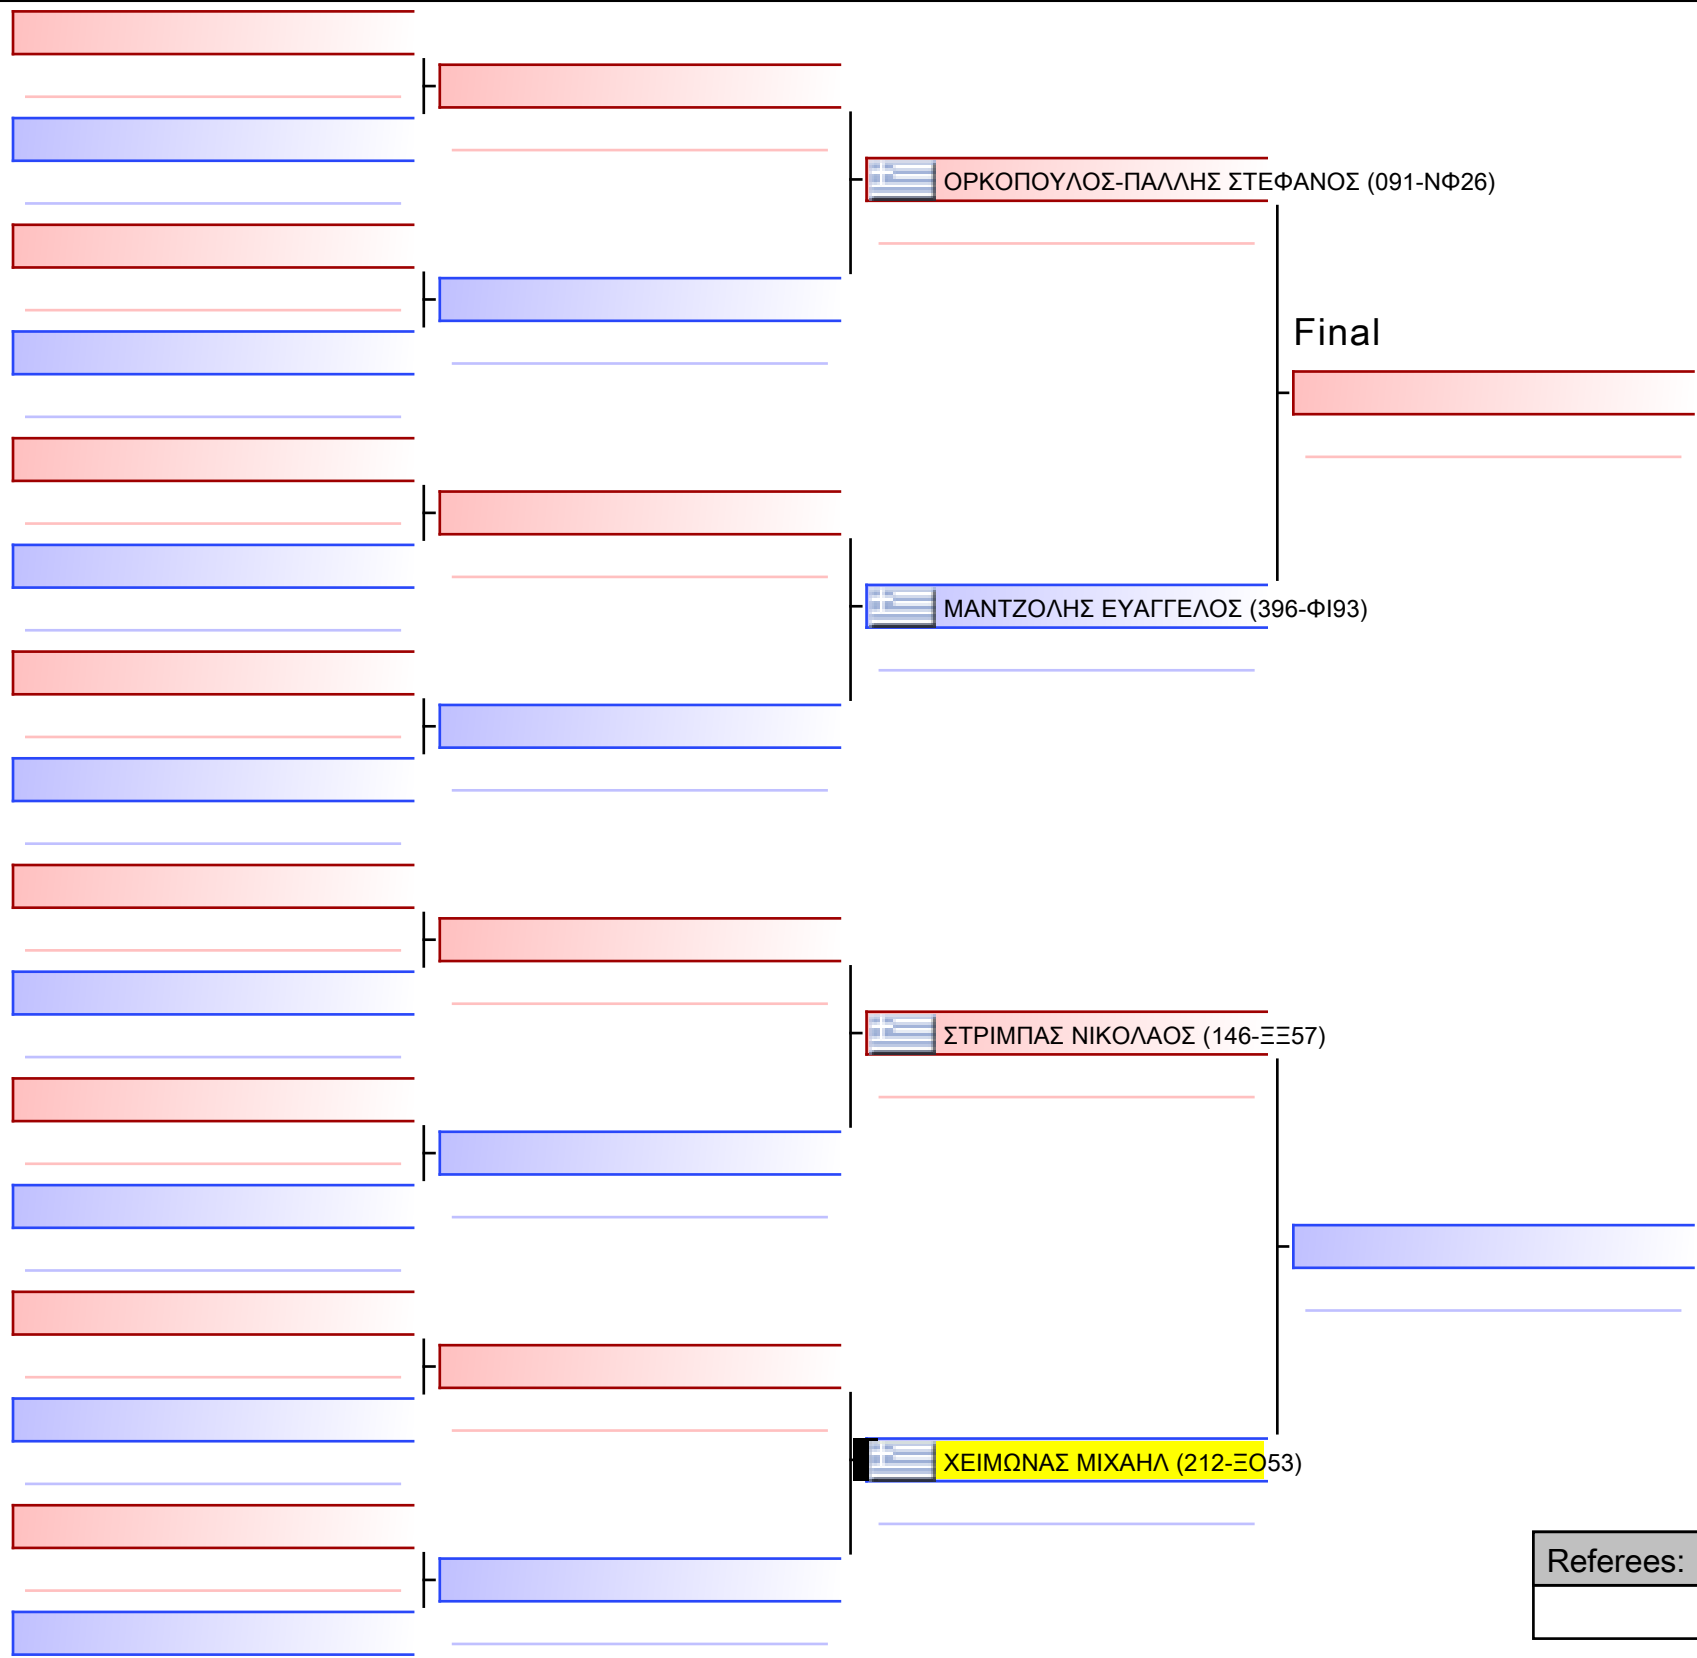 ΟΡΚΟΠΟΥΛΟΣ-ΠΑΛΛΗΣ ΣΤΕΦΑΝΟΣ (091-ΝΦ26)
Final
ΜΑΝΤΖΟΛΗΣ ΕΥΑΓΓΕΛΟΣ (396-ΦΙ93)
ΣΤΡΙΜΠΑΣ ΝΙΚΟΛΑΟΣ (146-ΞΞ57)
ΧΕΙΜΩΝΑΣ ΜΙΧΑΗΛ (212-ΞΟ53)
Referees: